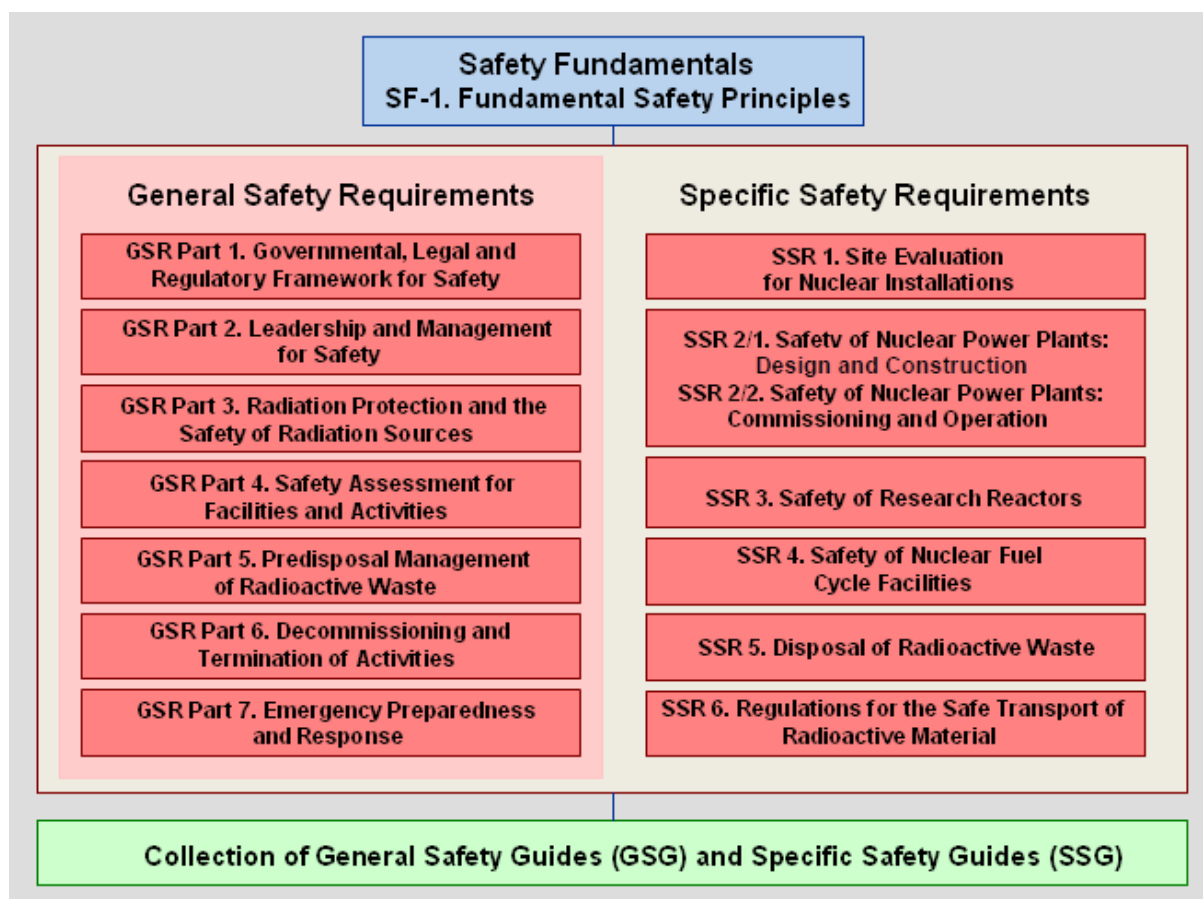 Safety Fundamentals
SF-1. Fundamental Safety Principles
General Safety Requirements
GSR Part 1. Governmental, Legal and
Regulatory Framework for Safety
GSR Part 2. Leadership and Management
for Safety
GSR Part 3. Radiation Protection and the
Safety of Radiation Sources
GSR Part 4. Safety Assessment for
Facilities and Activities
GSR Part 5. Predisposal Management
of Radioactive Waste
GSR Part 6. Decommissioning and
Termination of Activities
GSR Part 7. Emergency Preparedness
and Response
Specific Safety Requirements
SSR 1. Site Evaluation
for Nuclear Installations
SSR 2/1. Safety of Nuclear Power Plants:
Design and Construction
SSR 2/2. Safety of Nuclear Power Plants:
Commissioning and Operation
SSR 3. Safety of Research Reactors
SSR 4. Safety of Nuclear Fuel
Cycle Facilities
SSR 5. Disposal of Radioactive Waste
SSR 6. Regulations for the Safe Transport of
Radioactive Material
Collection of General Safety Guides (GSG) and Specific Safety Guides (SSG)